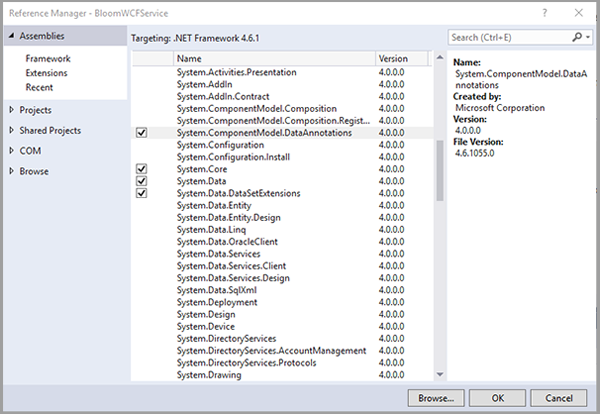 Reference Manager - BloomWCFService ? ×
Assemblies
Framework
Extensions
Recent
Projects
Shared Projects
COM
Browse
Targeting: .NET Framework 4.6.1
Name Version
System.Activities.Presentation 4.0.0.0
System.AddIn 4.0.0.0
System.AddIn.Contract 4.0.0.0
System.ComponentModel.Composition 4.0.0.0
System.ComponentModel.Composition.Regist... 4.0.0.0
System.ComponentModel.DataAnnotations 4.0.0.0
System.Configuration 4.0.0.0
System.Configuration.Install 4.0.0.0
System.Core 4.0.0.0
System.Data 4.0.0.0
System.Data.DataSetExtensions 4.0.0.0
System.Data.Entity 4.0.0.0
System.Data.Entity.Design 4.0.0.0
System.Data.Linq 4.0.0.0
System.Data.OracleClient 4.0.0.0
System.Data.Services 4.0.0.0
System.Data.Services.Client 4.0.0.0
System.Data.Services.Design 4.0.0.0
System.Data.SqlXml 4.0.0.0
System.Deployment 4.0.0.0
System.Design 4.0.0.0
System.Device 4.0.0.0
System.DirectoryServices 4.0.0.0
System.DirectoryServices.AccountManagement 4.0.0.0
System.DirectoryServices.Protocols 4.0.0.0
System.Drawing 4.0.0.0
Search (Ctrl+E)
Name:
System.ComponentModel.DataA
nnotations
Created by:
Microsoft Corporation
Version:
4.0.0.0
File Version:
4.6.1055.0
Browse... OK Cancel